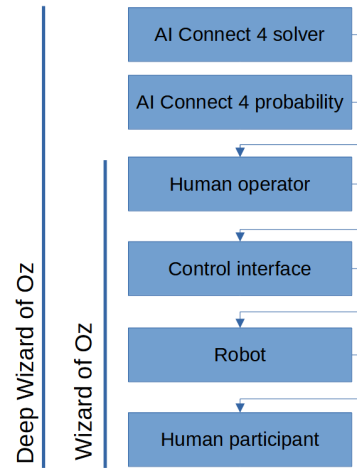 AI Connect 4 solver
AI Connect 4 probability
Human operator
Control interface
Robot
Human participant
Deep Wizard of Oz
Wizard of Oz